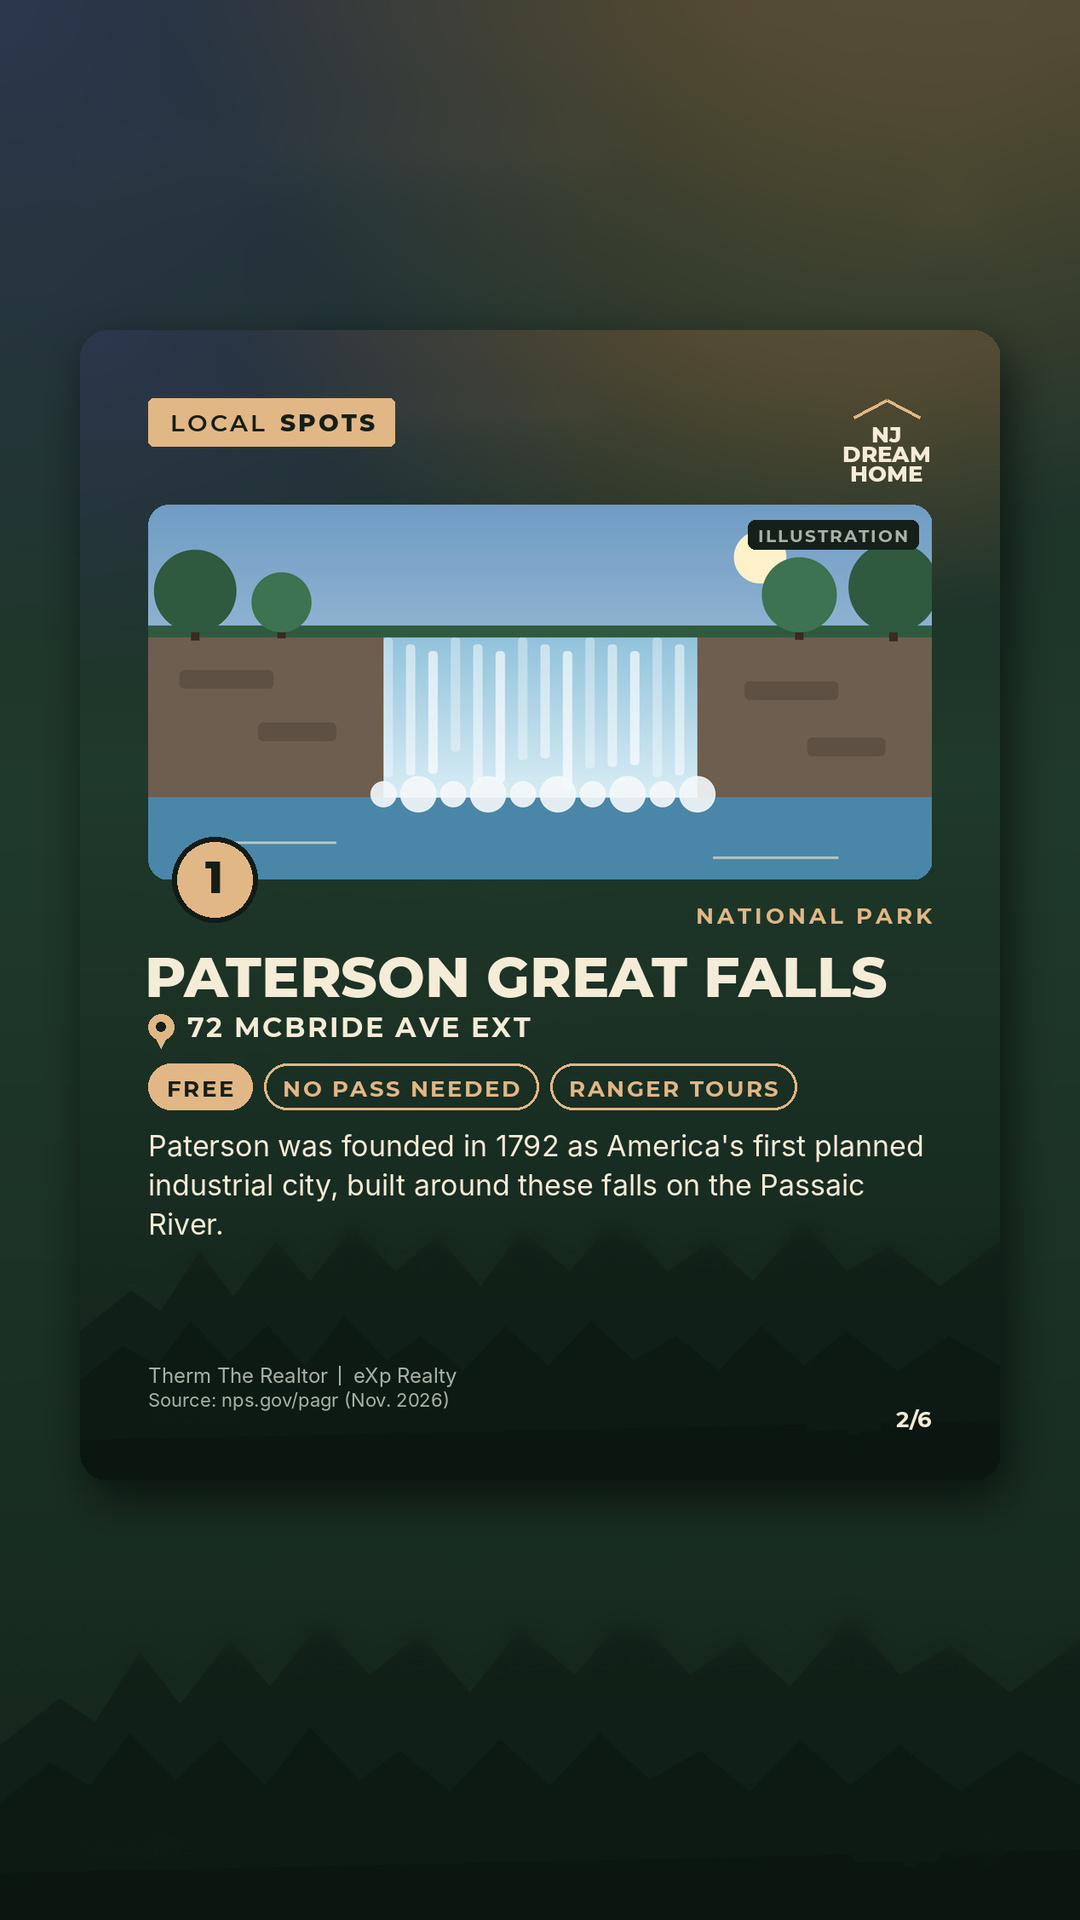 LOCAL SPOTS
NJ
DREAM
HOME
ILLUSTRATION
1
NATIONAL PARK
PATERSON GREAT FALLS
72 MCBRIDE AVE EXT
FREE
NO PASS NEEDED
RANGER TOURS
Paterson was founded in 1792 as America's first planned
industrial city, built around these falls on the Passaic
River.
Therm The Realtor | eXp Realty
Source: nps.gov/pagr (Nov. 2026)
2/6